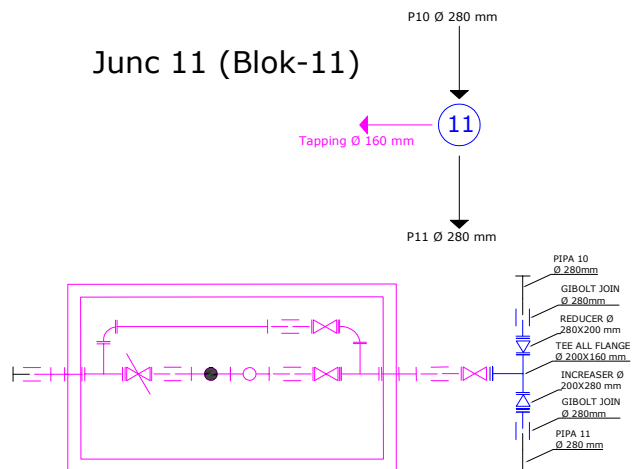 P10 Ø 280 mm
Junc 11 (Blok-11)
11
Tapping Ø 160 mm
P11 Ø 280 mm
PIPA 10
Ø 280mm
GIBOLT JOIN
Ø 280mm
REDUCER Ø
280X200 mm
TEE ALL FLANGE
Ø 200X160 mm
INCREASER Ø
200X280 mm
GIBOLT JOIN
Ø 280mm
PIPA 11
Ø 280 mm